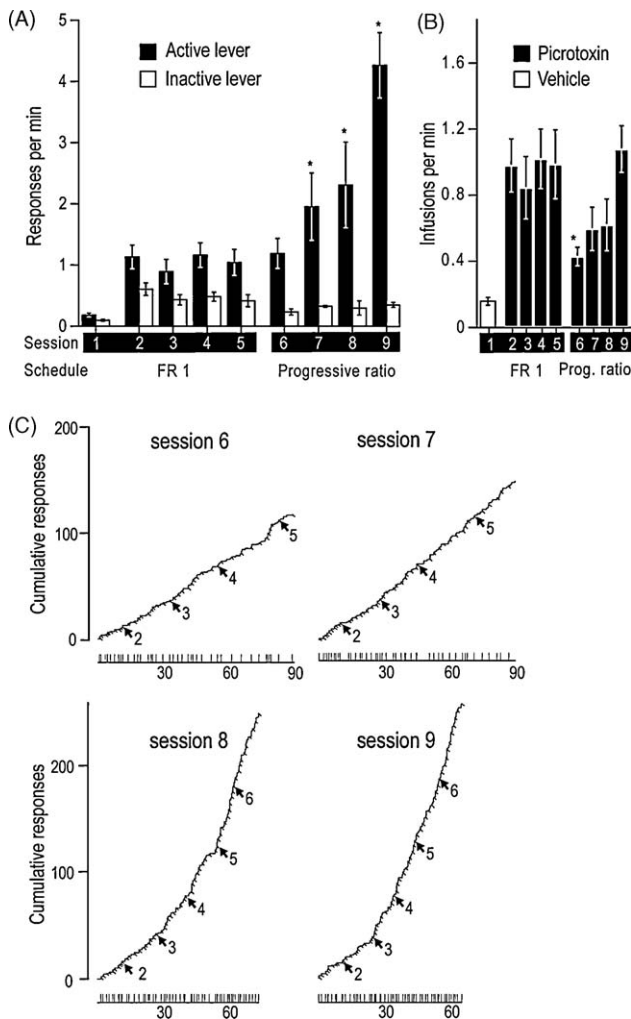 (A)
5
4
3
2
1
0
Responses per min
Active lever
Inactive lever
*
*
*
Session 1 2 3 4 5 6 7 8 9
Schedule FR 1 Progressive ratio
(B)
1.6
1.2
0.8
0.4
0
Infusions per min
Picrotoxin
Vehicle
*
1 2 3 4 5 6 7 8 9
FR 1 Prog. ratio
(C)
200
100
0
Cumulative responses
session 6
2
3
4
5
30 60 90
session 7
2
3
4
5
30 60 90
200
100
0
Cumulative responses
session 8
2
3
4
5
6
30 60
session 9
2
3
4
5
6
30 60